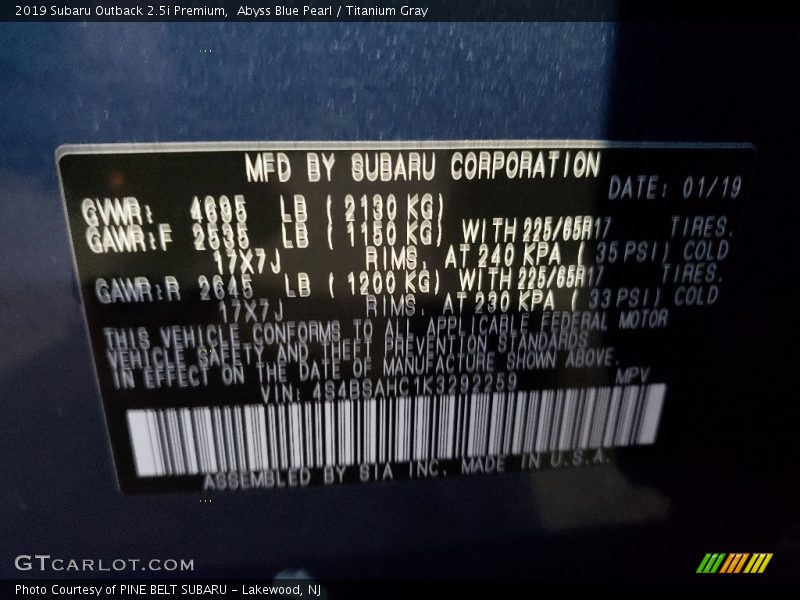 2019 Subaru Outback 2.5i Premium,  Abyss Blue Pearl / Titanium Gray
MFD BY SUBARU CORPORATION
DATE: 01/19
GVWR: 4695 LB ( 2130 KG)
GAWR:F 2535 LB ( 1150 KG) WITH 225/65R17 TIRES.
17X7J RIMS. AT 240 KPA ( 35 PSI) COLD
GAWR:R 2645 LB ( 1200 KG) WITH 225/65R17 TIRES.
17X7J RIMS. AT 230 KPA ( 33 PSI) COLD
THIS VEHICLE CONFORMS TO ALL APPLICABLE FEDERAL MOTOR
VEHICLE SAFETY AND THEFT PREVENTION STANDARDS
IN EFFECT ON THE DATE OF MANUFACTURE SHOWN ABOVE.
VIN: 4S4BSAHC1K3292259 MPV
ASSEMBLED BY SIA INC. MADE IN U.S.A.
GTCARLOT.COM
Photo Courtesy of PINE BELT SUBARU - Lakewood, NJ